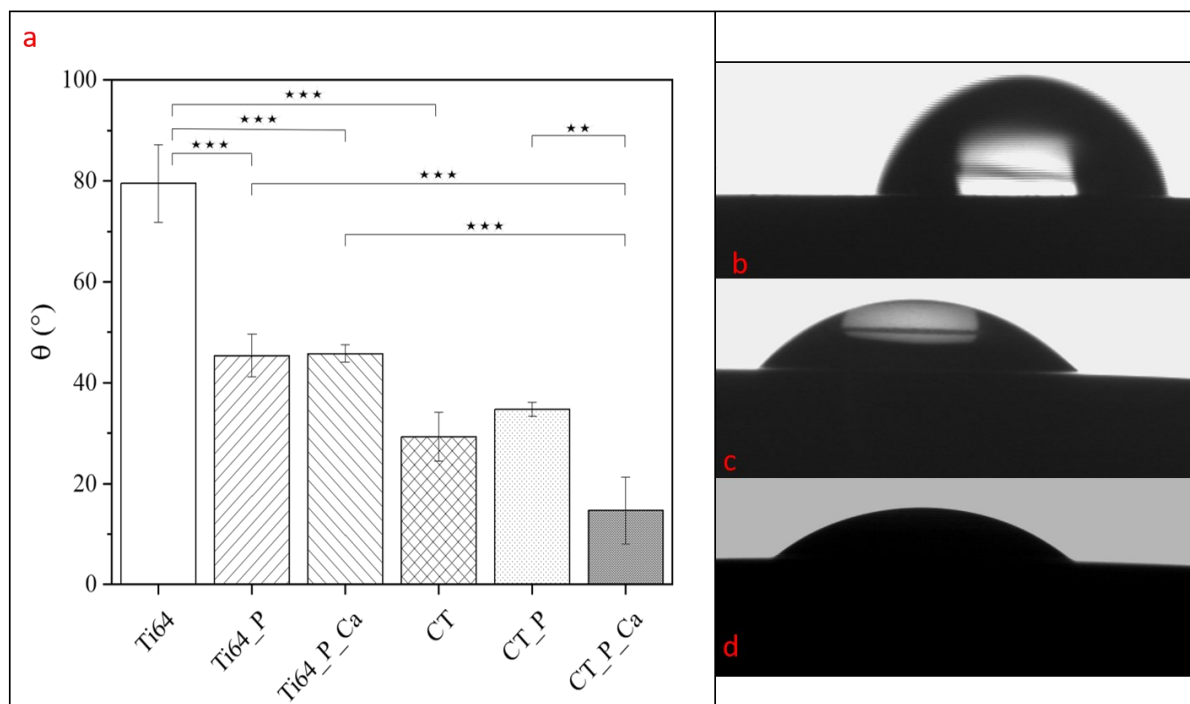 a
100
80
60
40
20
0
θ (°)
★★★
★★★
★★★
★★
★★★
★★★
Ti64
Ti64_P
Ti64_P_Ca
CT
CT_P
CT_P_Ca
b
c
d